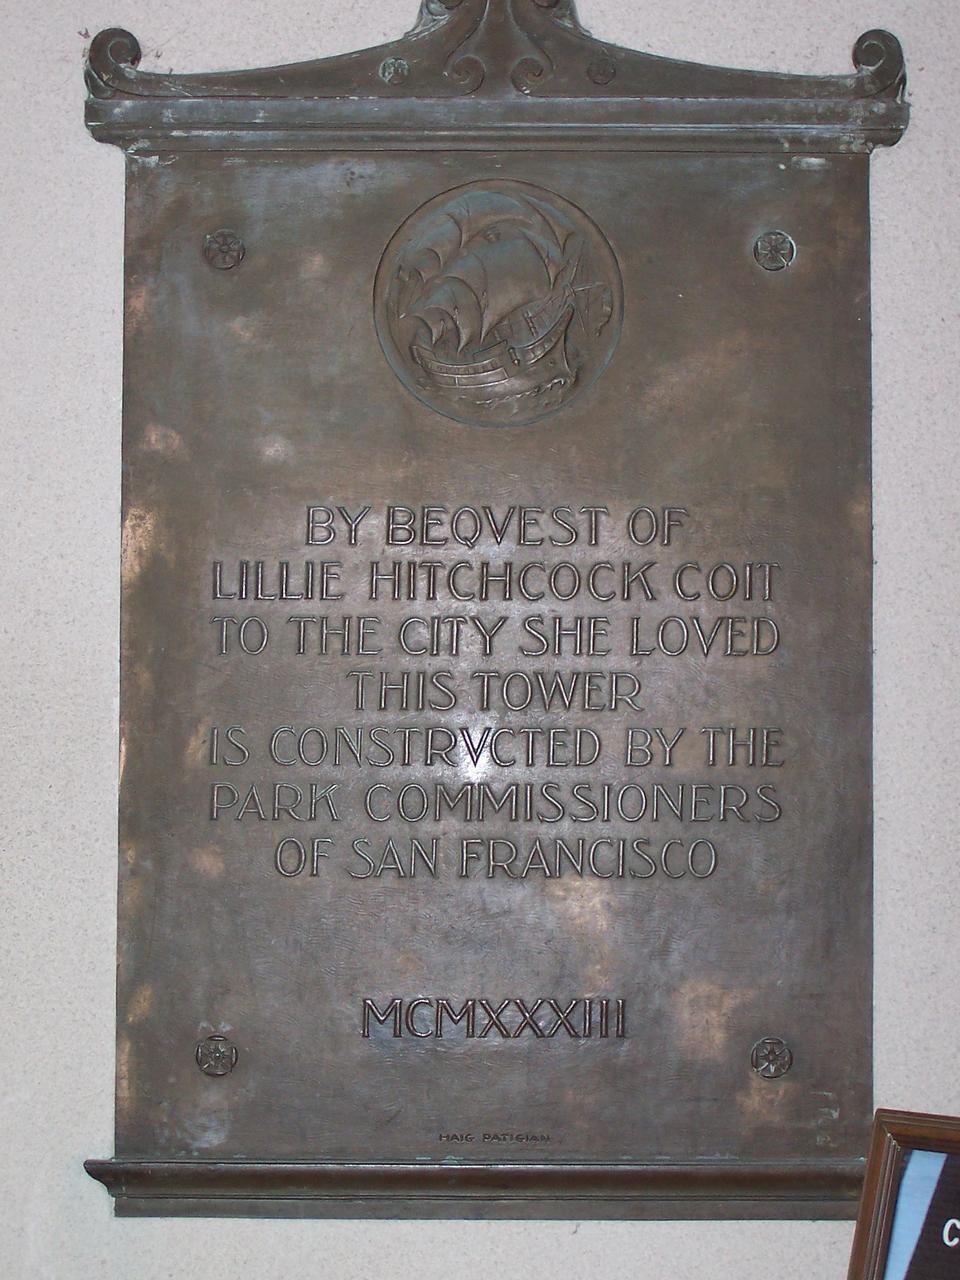 BY BEQVEST OF
LILLIE HITCHCOCK COIT
TO THE CITY SHE LOVED
THIS TOWER
IS CONSTRVCTED BY THE
PARK COMMISSIONERS
OF SAN FRANCISCO
MCMXXXIII
HAIG PATIGIAN
C